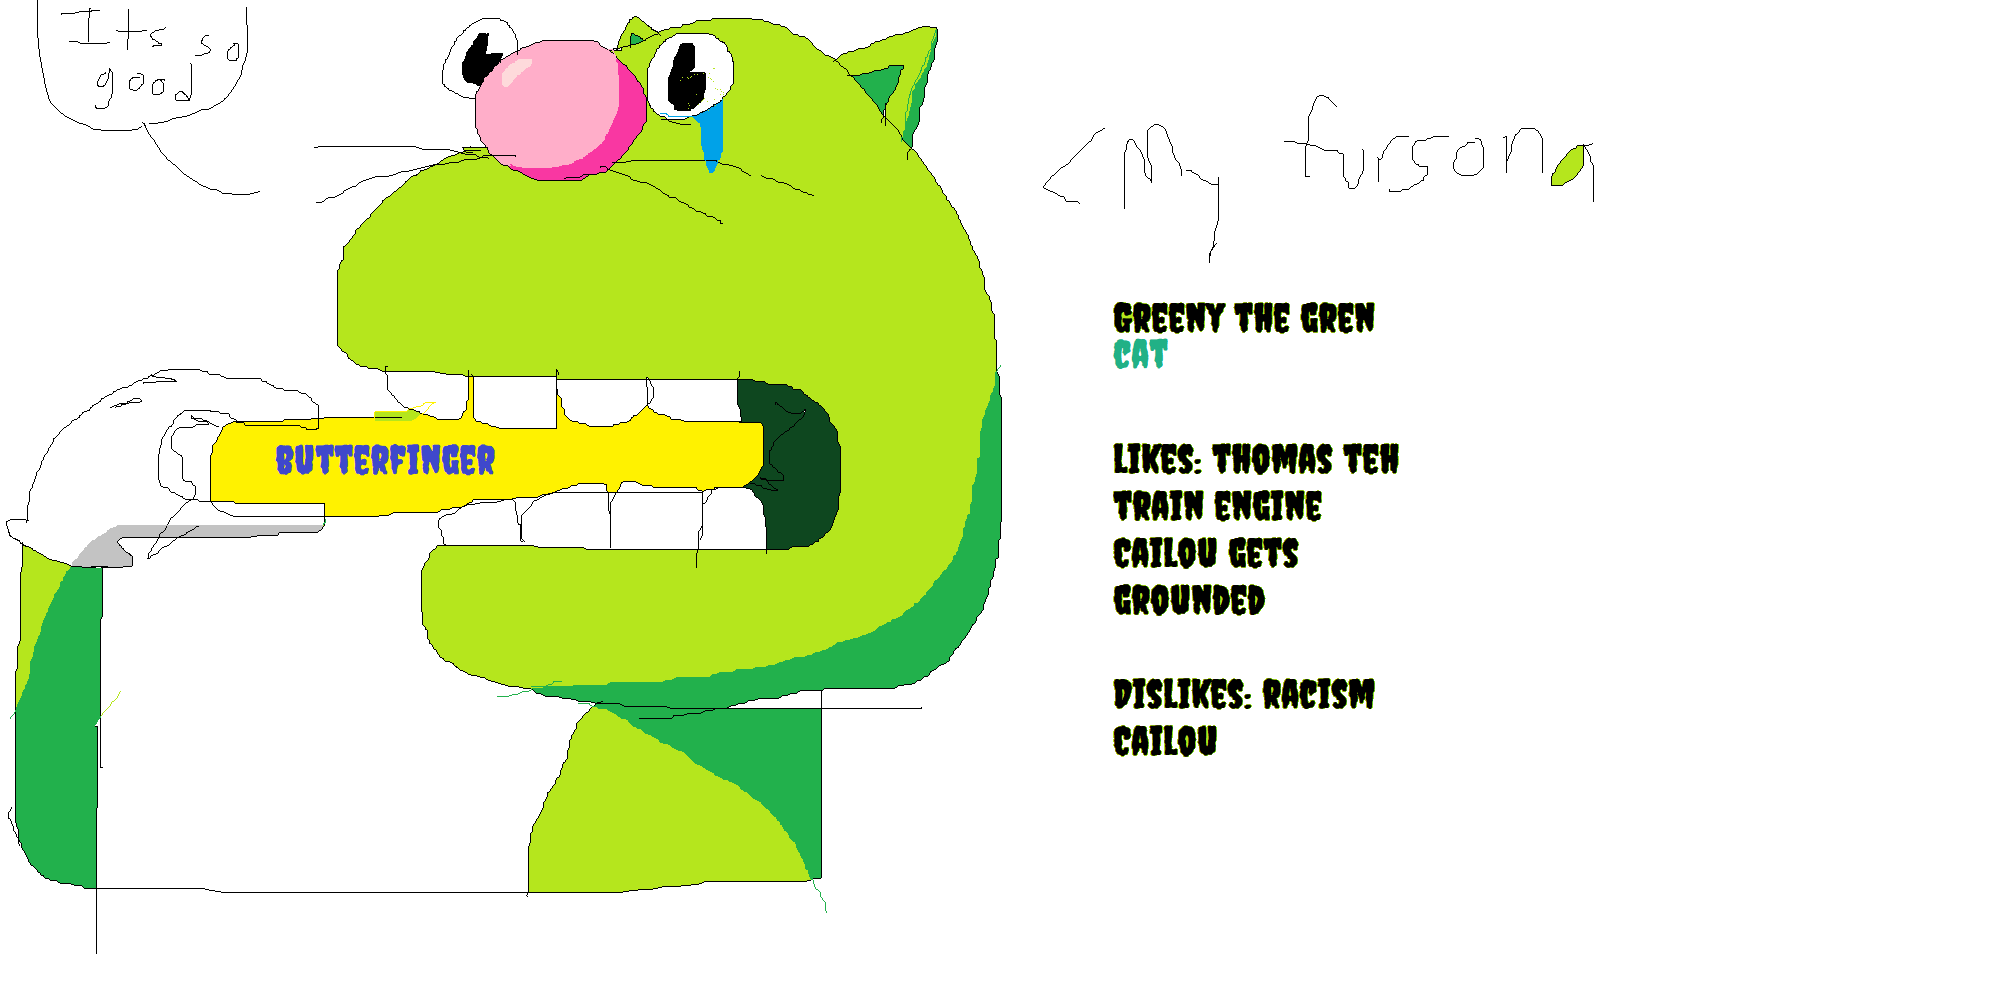 Its so
good
<My fursona
GREENY THE GREN
CAT
BUTTERFINGER
LIKES: THOMAS TEH
TRAIN ENGINE
CAILOU GETS
GROUNDED
DISLIKES: RACISM
CAILOU